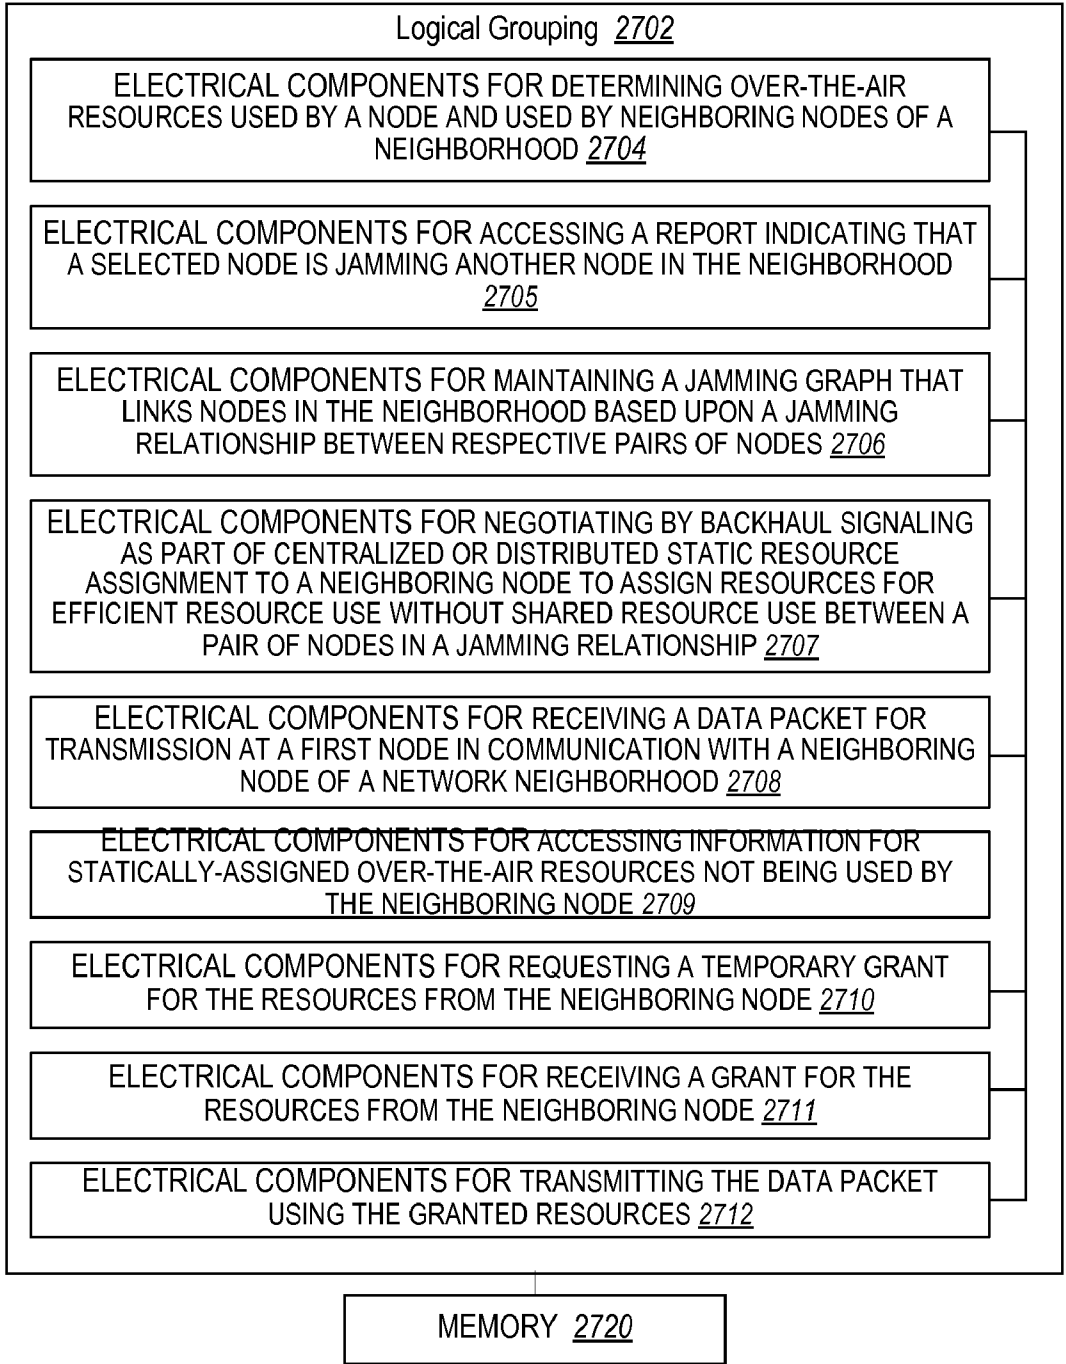 Logical Grouping 2702
ELECTRICAL COMPONENTS FOR DETERMINING OVER-THE-AIR
RESOURCES USED BY A NODE AND USED BY NEIGHBORING NODES OF A
NEIGHBORHOOD 2704
ELECTRICAL COMPONENTS FOR ACCESSING A REPORT INDICATING THAT
A SELECTED NODE IS JAMMING ANOTHER NODE IN THE NEIGHBORHOOD
2705
ELECTRICAL COMPONENTS FOR MAINTAINING A JAMMING GRAPH THAT
LINKS NODES IN THE NEIGHBORHOOD BASED UPON A JAMMING
RELATIONSHIP BETWEEN RESPECTIVE PAIRS OF NODES 2706
ELECTRICAL COMPONENTS FOR NEGOTIATING BY BACKHAUL SIGNALING
AS PART OF CENTRALIZED OR DISTRIBUTED STATIC RESOURCE
ASSIGNMENT TO A NEIGHBORING NODE TO ASSIGN RESOURCES FOR
EFFICIENT RESOURCE USE WITHOUT SHARED RESOURCE USE BETWEEN A
PAIR OF NODES IN A JAMMING RELATIONSHIP 2707
ELECTRICAL COMPONENTS FOR RECEIVING A DATA PACKET FOR
TRANSMISSION AT A FIRST NODE IN COMMUNICATION WITH A NEIGHBORING
NODE OF A NETWORK NEIGHBORHOOD 2708
ELECTRICAL COMPONENTS FOR ACCESSING INFORMATION FOR
STATICALLY-ASSIGNED OVER-THE-AIR RESOURCES NOT BEING USED BY
THE NEIGHBORING NODE 2709
ELECTRICAL COMPONENTS FOR REQUESTING A TEMPORARY GRANT
FOR THE RESOURCES FROM THE NEIGHBORING NODE 2710
ELECTRICAL COMPONENTS FOR RECEIVING A GRANT FOR THE
RESOURCES FROM THE NEIGHBORING NODE 2711
ELECTRICAL COMPONENTS FOR TRANSMITTING THE DATA PACKET
USING THE GRANTED RESOURCES 2712
MEMORY 2720